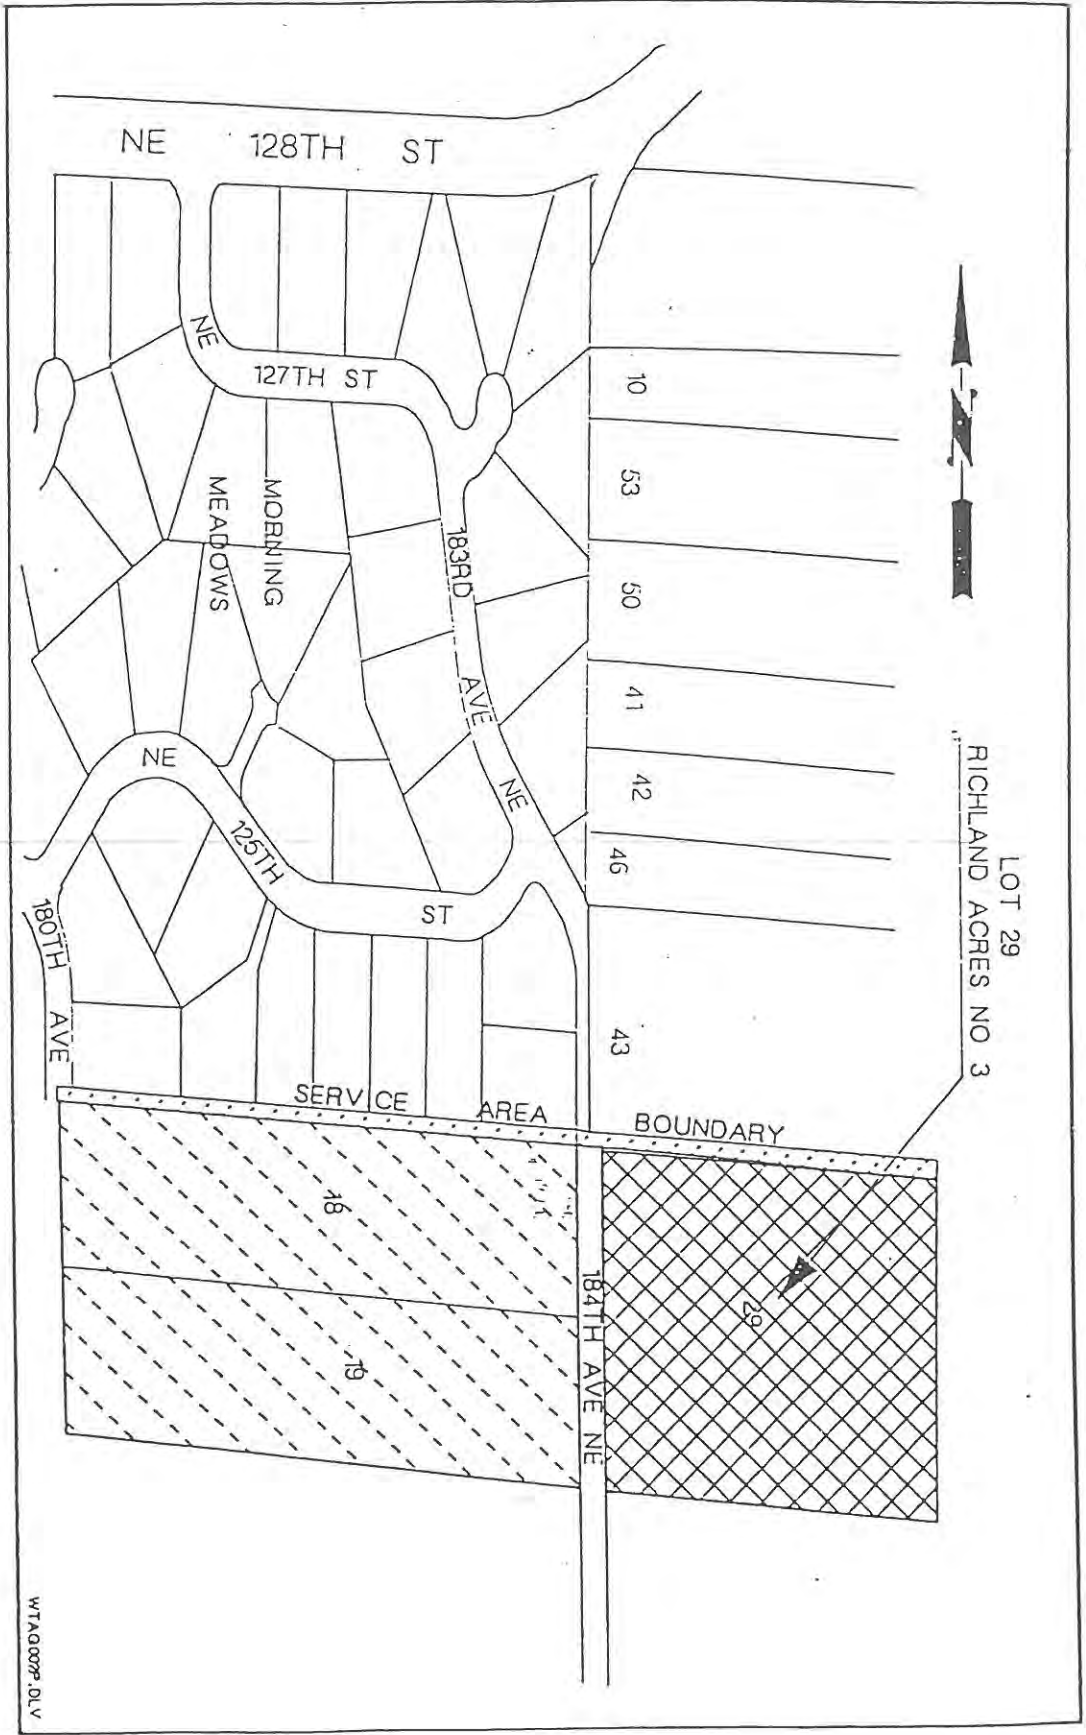 NE 128TH ST
NE
127TH ST
10
53
50
41
42
46
43
183RD
AVE
NE
MORNING
MEADOWS
NE
125TH
ST
180TH
AVE
LOT 29
RICHLAND ACRES NO 3
SERVICE AREA BOUNDARY
18
19
29
184TH AVE NE